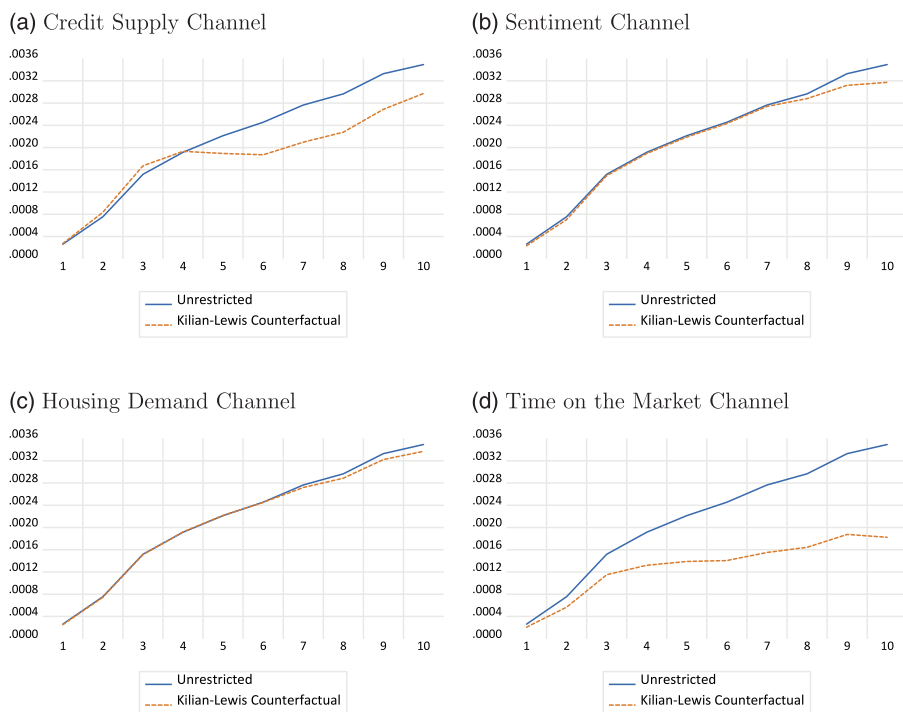 (a) Credit Supply Channel
.0036
.0032
.0028
.0024
.0020
.0016
.0012
.0008
.0004
.0000
1 2 3 4 5 6 7 8 9 10
Unrestricted
Kilian-Lewis Counterfactual
(b) Sentiment Channel
.0036
.0032
.0028
.0024
.0020
.0016
.0012
.0008
.0004
.0000
1 2 3 4 5 6 7 8 9 10
Unrestricted
Kilian-Lewis Counterfactual
(c) Housing Demand Channel
.0036
.0032
.0028
.0024
.0020
.0016
.0012
.0008
.0004
.0000
1 2 3 4 5 6 7 8 9 10
Unrestricted
Kilian-Lewis Counterfactual
(d) Time on the Market Channel
.0036
.0032
.0028
.0024
.0020
.0016
.0012
.0008
.0004
.0000
1 2 3 4 5 6 7 8 9 10
Unrestricted
Kilian-Lewis Counterfactual